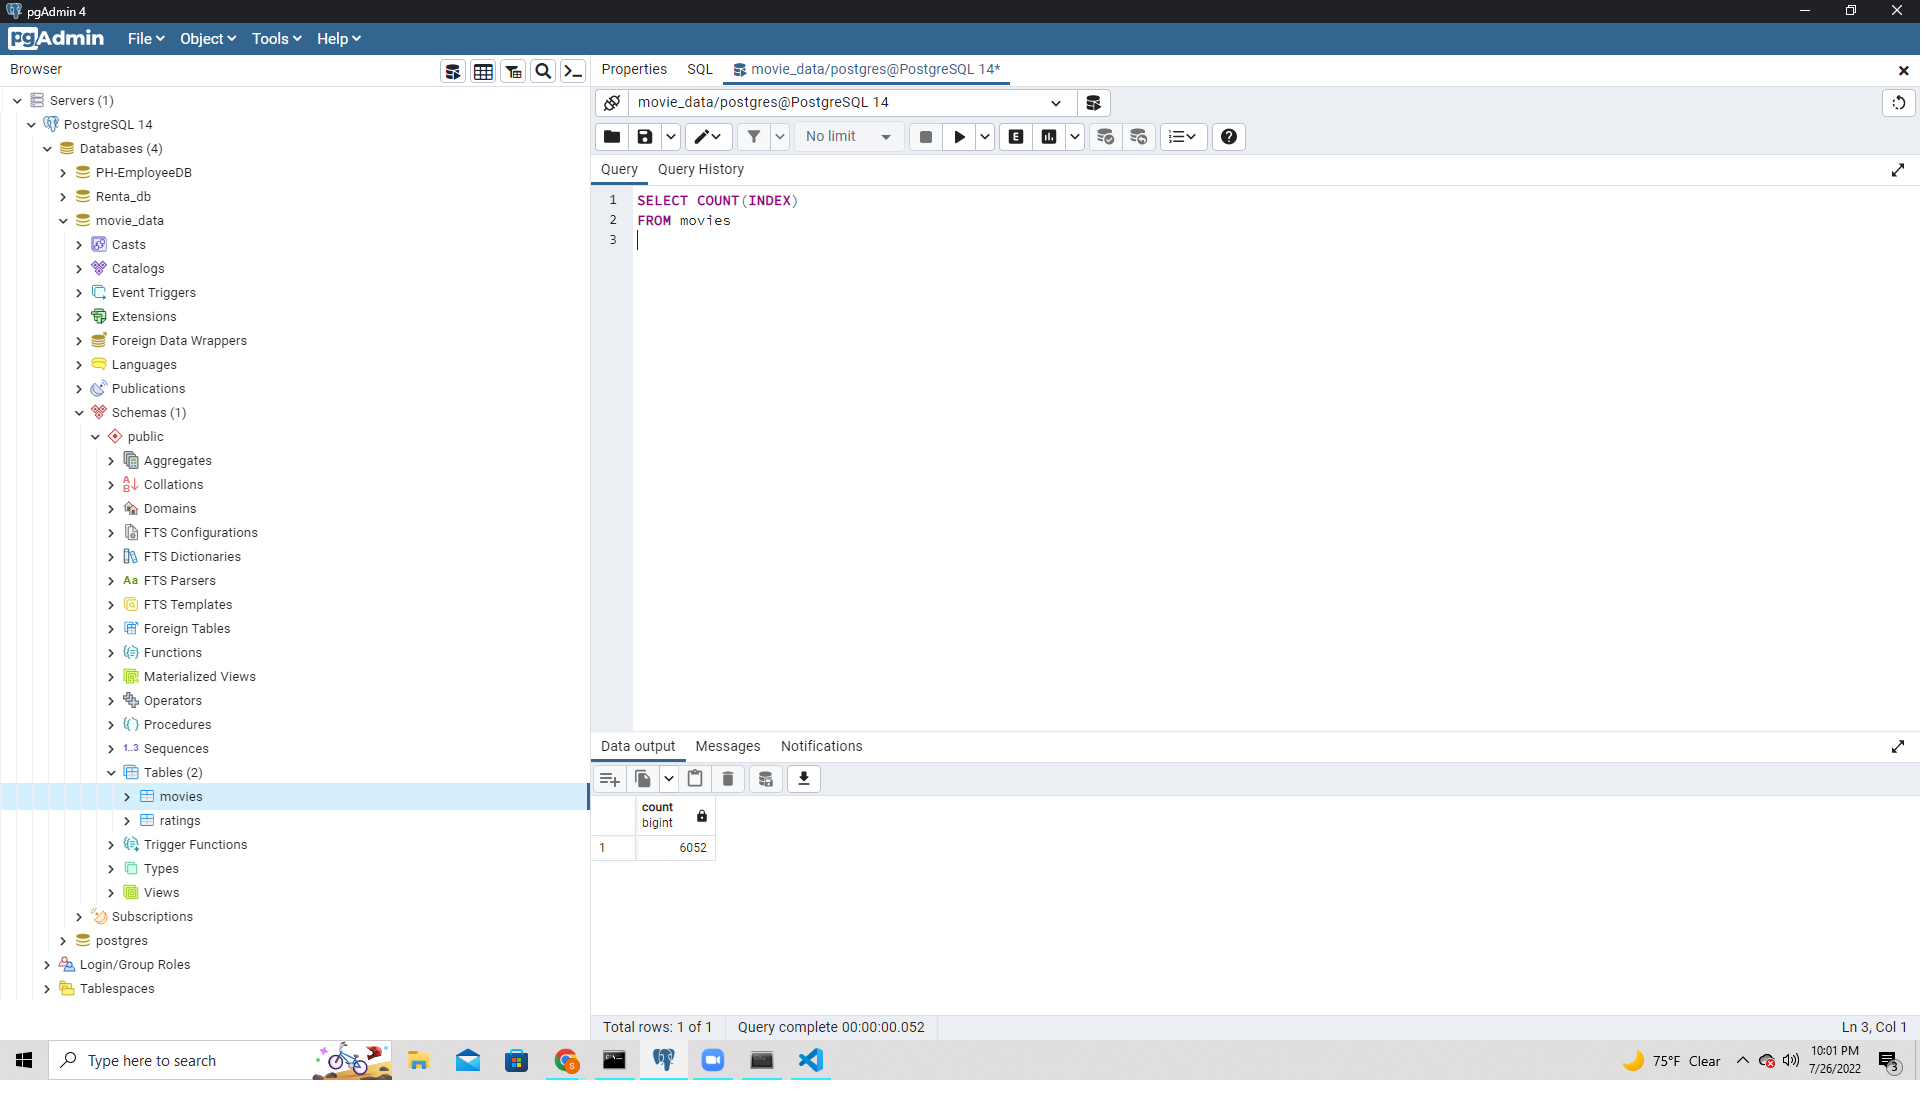 pgAdmin 4
pgAdmin File Object Tools Help
Browser
Properties SQL movie_data/postgres@PostgreSQL 14*
Servers (1)
PostgreSQL 14
Databases (4)
PH-EmployeeDB
Renta_db
movie_data
Casts
Catalogs
Event Triggers
Extensions
Foreign Data Wrappers
Languages
Publications
Schemas (1)
public
Aggregates
Collations
Domains
FTS Configurations
FTS Dictionaries
Aa FTS Parsers
FTS Templates
Foreign Tables
Functions
Materialized Views
Operators
Procedures
1..3 Sequences
Tables (2)
movies
ratings
Trigger Functions
Types
Views
Subscriptions
postgres
Login/Group Roles
Tablespaces
movie_data/postgres@PostgreSQL 14
No limit E
Query Query History
1 SELECT COUNT(INDEX)
2 FROM movies
3
Data output Messages Notifications
count
bigint
1 6052
Total rows: 1 of 1 Query complete 00:00:00.052 Ln 3, Col 1
Type here to search
75°F Clear
10:01 PM
7/26/2022
3